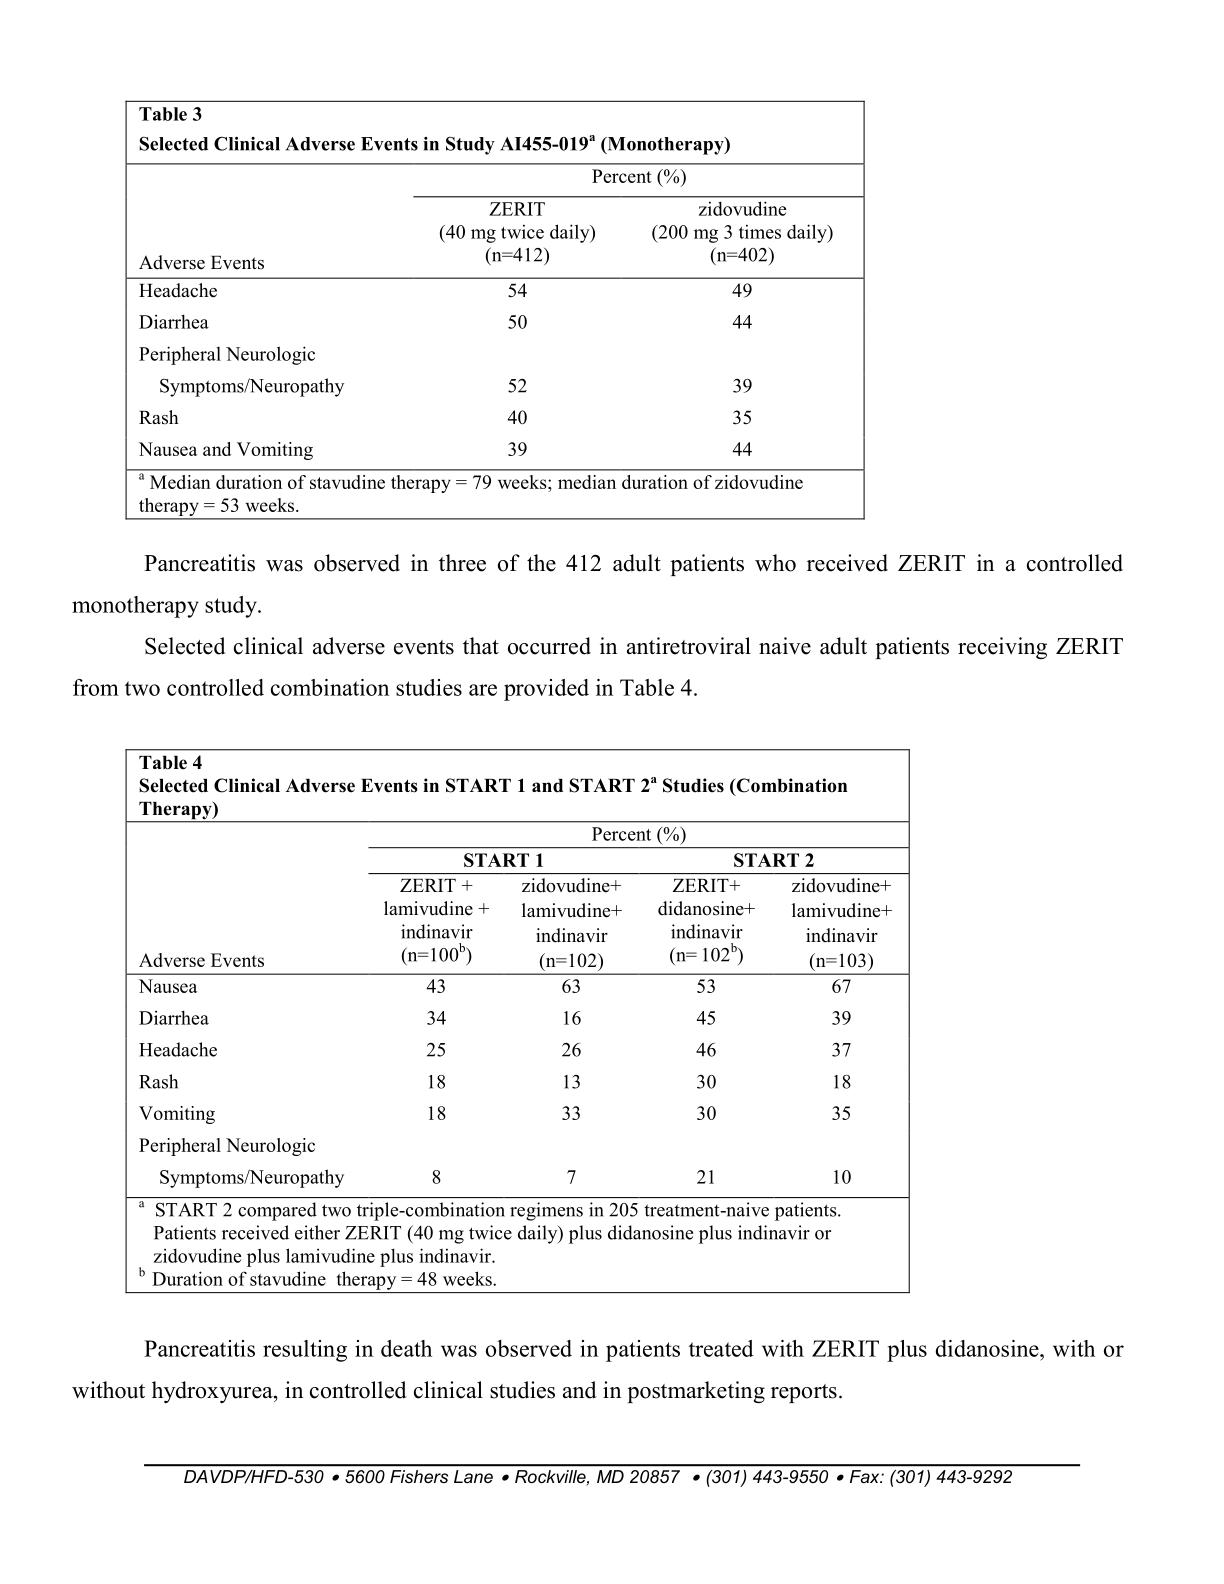 Table 3
Selected Clinical Adverse Events in Study AI455-019a (Monotherapy)
Percent (%)
ZERIT zidovudine
(40 mg twice daily) (200 mg 3 times daily)
(n=412) (n=402)
Adverse Events
Headache 54 49
Diarrhea 50 44
Peripheral Neurologic
Symptoms/Neuropathy 52 39
Rash 40 35
Nausea and Vomiting 39 44
a Median duration of stavudine therapy = 79 weeks; median duration of zidovudine
therapy = 53 weeks.
Pancreatitis was observed in three of the 412 adult patients who received ZERIT in a controlled
monotherapy study.
Selected clinical adverse events that occurred in antiretroviral naive adult patients receiving ZERIT
from two controlled combination studies are provided in Table 4.
Table 4
Selected Clinical Adverse Events in START 1 and START 2a Studies (Combination
Therapy)
Percent (%)
START 1 START 2
ZERIT + zidovudine+ ZERIT+ zidovudine+
lamivudine + lamivudine+ didanosine+ lamivudine+
indinavir indinavir indinavir indinavir
(n=100b) (n=102) (n= 102b) (n=103)
Adverse Events
Nausea 43 63 53 67
Diarrhea 34 16 45 39
Headache 25 26 46 37
Rash 18 13 30 18
Vomiting 18 33 30 35
Peripheral Neurologic
Symptoms/Neuropathy 8 7 21 10
a START 2 compared two triple-combination regimens in 205 treatment-naive patients.
Patients received either ZERIT (40 mg twice daily) plus didanosine plus indinavir or
zidovudine plus lamivudine plus indinavir.
b Duration of stavudine therapy = 48 weeks.
Pancreatitis resulting in death was observed in patients treated with ZERIT plus didanosine, with or
without hydroxyurea, in controlled clinical studies and in postmarketing reports.
DAVDP/HFD-530 • 5600 Fishers Lane • Rockville, MD 20857 • (301) 443-9550 • Fax: (301) 443-9292